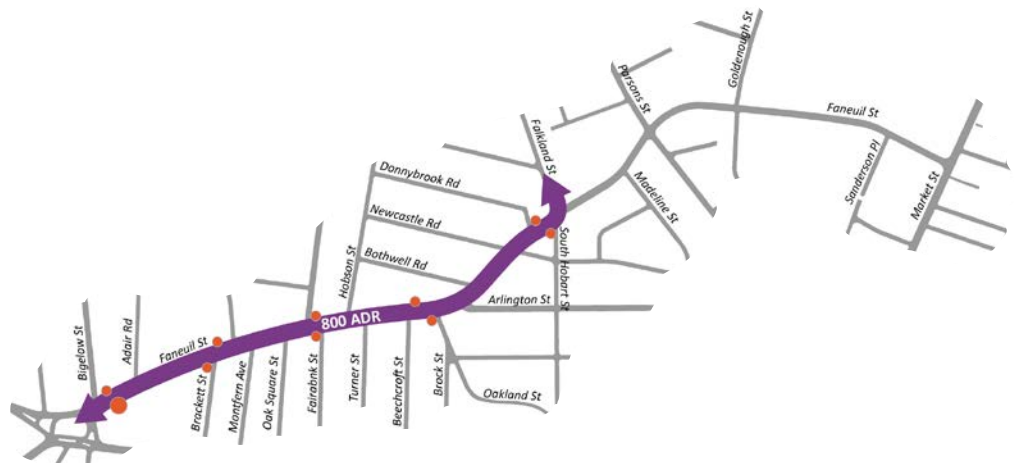 Goldenough St
Parsons St
Faneuil St
Falkland St
Sanderson Pl
Market St
Donnybrook Rd
Madeline St
Newcastle Rd
South Hobart St
Bothwell Rd
Hobson St
Arlington St
800 ADR
Bigelaw St
Adair Rd
Faneuil St
Brackett St
Montfern Ave
Oak Square St
Fairabnk St
Turner St
Beechcroft St
Brock St
Oakland St